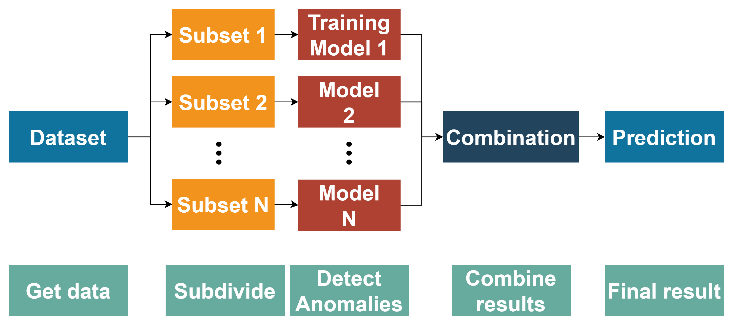 Subset 1
Training
Model 1
Subset 2
Model
2
Dataset
Combination
Prediction
Subset N
Model
N
Get data
Subdivide
Detect
Anomalies
Combine
results
Final result